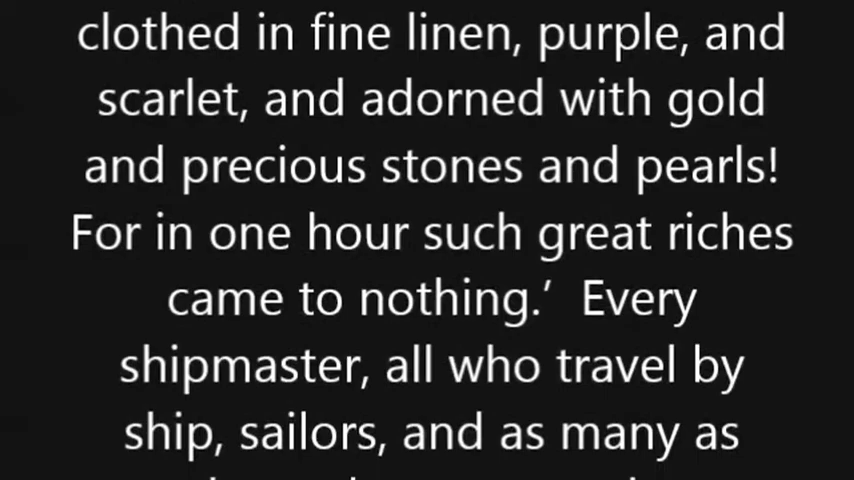 clothed in fine linen, purple, and
scarlet, and adorned with gold
and precious stones and pearls!
For in one hour such great riches
came to nothing.’  Every
shipmaster, all who travel by
ship, sailors, and as many as